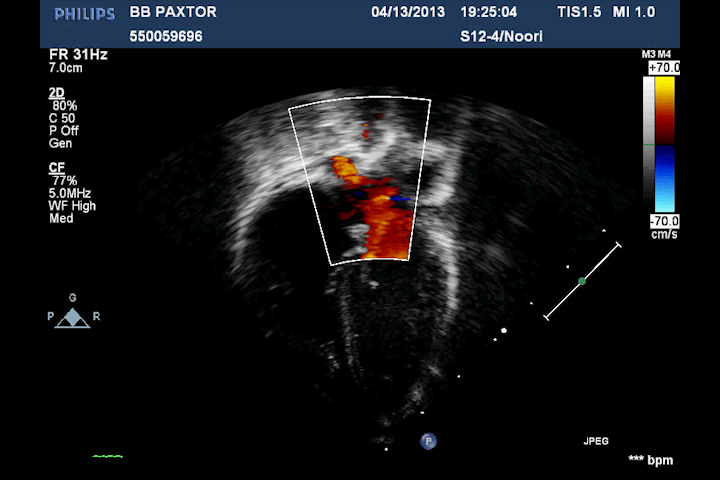 PHILIPS BB PAXTOR 04/13/2013 19:25:04 TIS1.5 MI 1.0
550059696 S12-4/Noori
FR 31Hz
7.0cm
M3 M4
+70.0
2D
80%
C 50
P Off
Gen
CF
77%
5.0MHz
WF High
Med
-70.0
cm/s
G
P R
P
JPEG
*** bpm